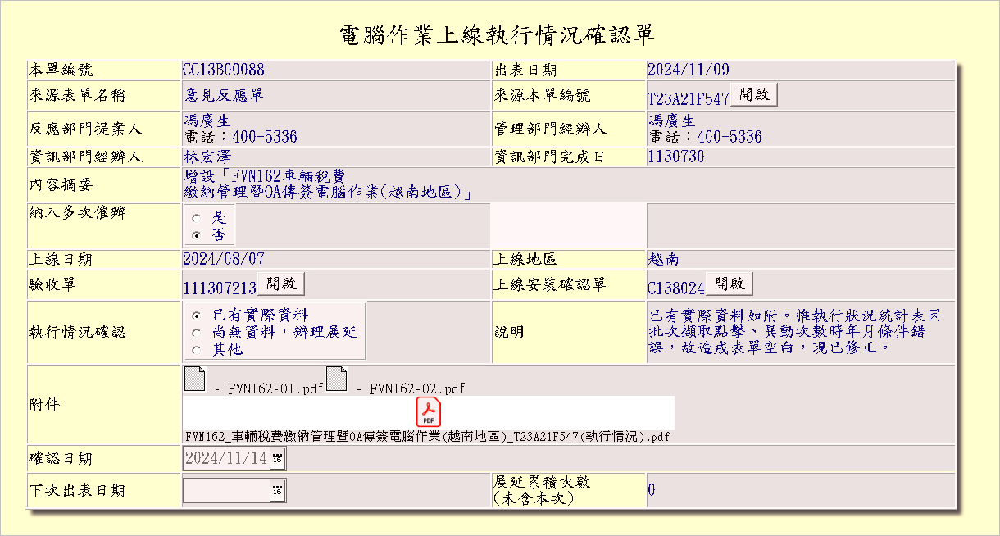 電腦作業上線執行情況確認單
本單編號 CC13B00088 出表日期 2024/11/09
來源表單名稱 意見反應單 來源本單編號 T23A21F547 開啟
反應部門提案人 馮廣生 電話：400-5336 管理部門經辦人 馮廣生 電話：400-5336
資訊部門經辦人 林宏澤 資訊部門完成日 1130730
內容摘要 增設「FVN162車輛稅費
繳納管理暨OA傳簽電腦作業(越南地區)」
納入多次催辦 是
否
上線日期 2024/08/07 上線地區 越南
驗收單 111307213 開啟 上線安裝確認單 C138024 開啟
執行情況確認 已有實際資料
尚無資料，辦理展延
其他
說明 已有實際資料如附。惟執行狀況統計表因
批次擷取點擊、異動次數時年月條件錯
誤，故造成表單空白，現已修正。
附件 - FVN162-01.pdf - FVN162-02.pdf
PDF
FVN162_車輛稅費繳納管理暨OA傳簽電腦作業(越南地區)_T23A21F547(執行情況).pdf
確認日期 2024/11/14 16
下次出表日期 16 展延累積次數
(未含本次) 0